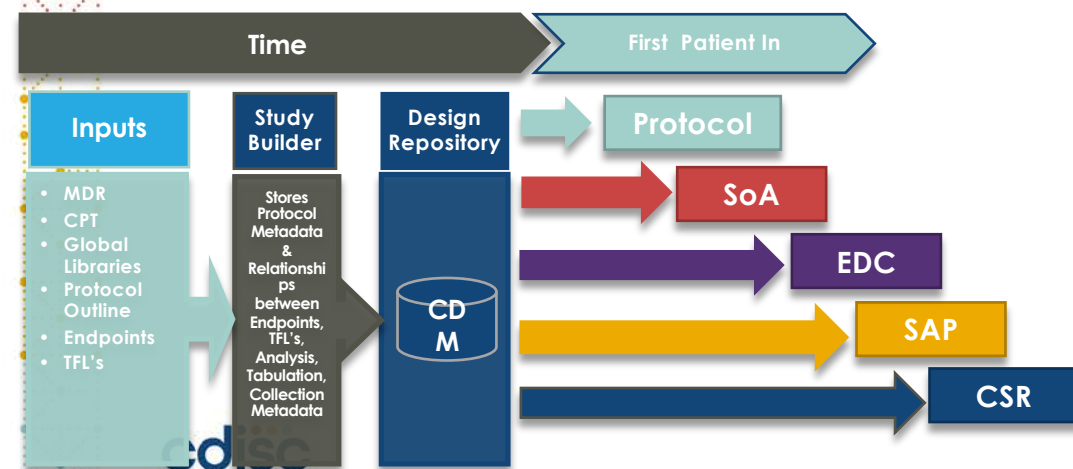 Time
First Patient In
Inputs
• MDR
• CPT
• Global
Libraries
• Protocol
Outline
• Endpoints
• TFL's
Study
Builder
Stores
Protocol
Metadata
&
Relationshi
ps
between
Endpoints,
TFL's,
Analysis,
Tabulation,
Collection
Metadata
Design
Repository
CD
M
Protocol
SoA
EDC
SAP
CSR
cdisc